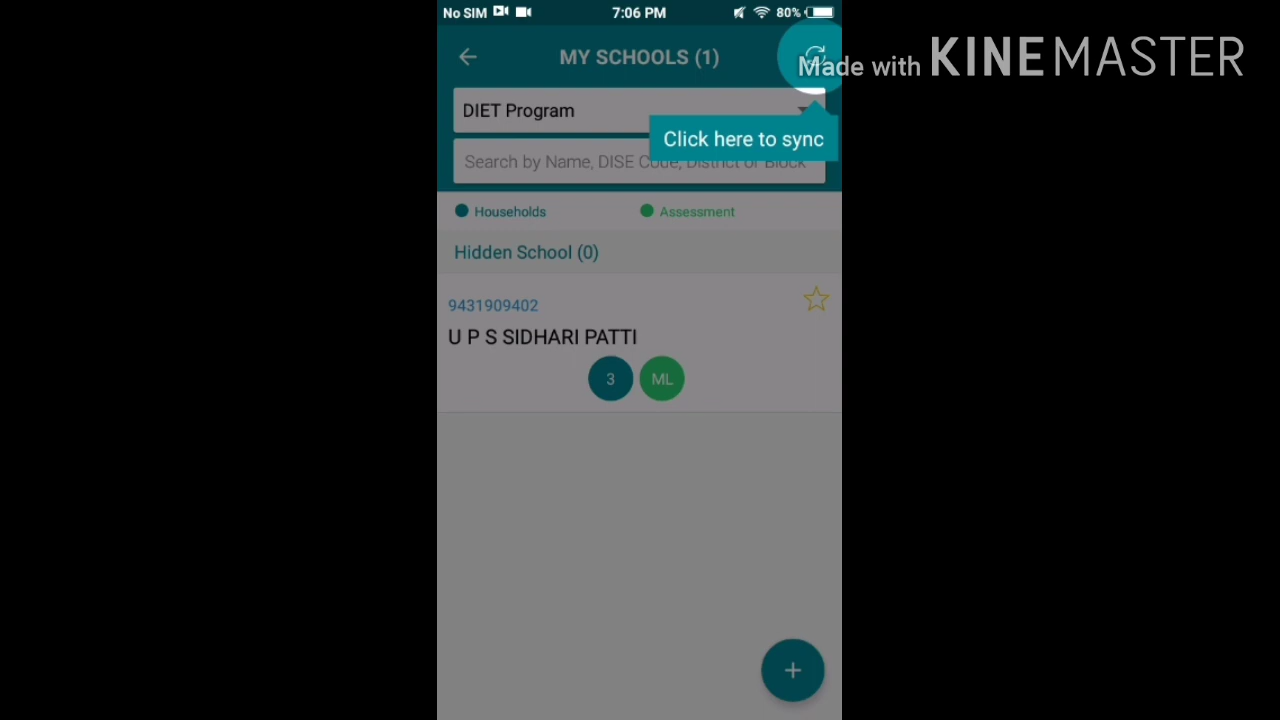 No SIM 7:06 PM 80%
MY SCHOOLS (1)
Made with KINEMASTER
DIET Program
Click here to sync
Search by Name, DISE Code, District or Block
Households Assessment
Hidden School (0)
9431909402
U P S SIDHARI PATTI
3 ML
+